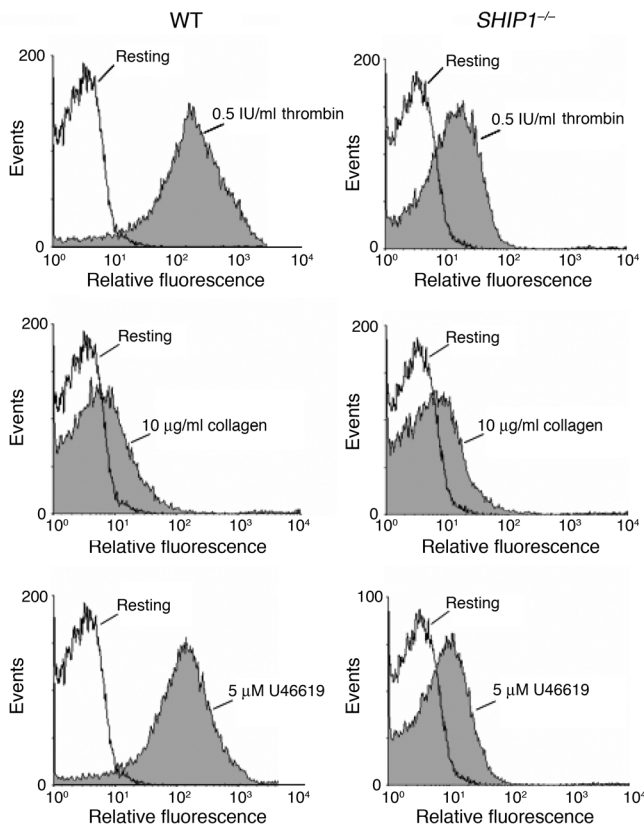 WT
SHIP1⁻/⁻
200
Events
0
Resting
0.5 IU/ml thrombin
10⁰ 10¹ 10² 10³ 10⁴
Relative fluorescence
200
Events
0
Resting
0.5 IU/ml thrombin
10⁰ 10¹ 10² 10³ 10⁴
Relative fluorescence
200
Events
0
Resting
10 μg/ml collagen
10⁰ 10¹ 10² 10³ 10⁴
Relative fluorescence
200
Events
0
Resting
10 μg/ml collagen
10⁰ 10¹ 10² 10³ 10⁴
Relative fluorescence
200
Events
0
Resting
5 μM U46619
10⁰ 10¹ 10² 10³ 10⁴
Relative fluorescence
100
Events
0
Resting
5 μM U46619
10⁰ 10¹ 10² 10³ 10⁴
Relative fluorescence